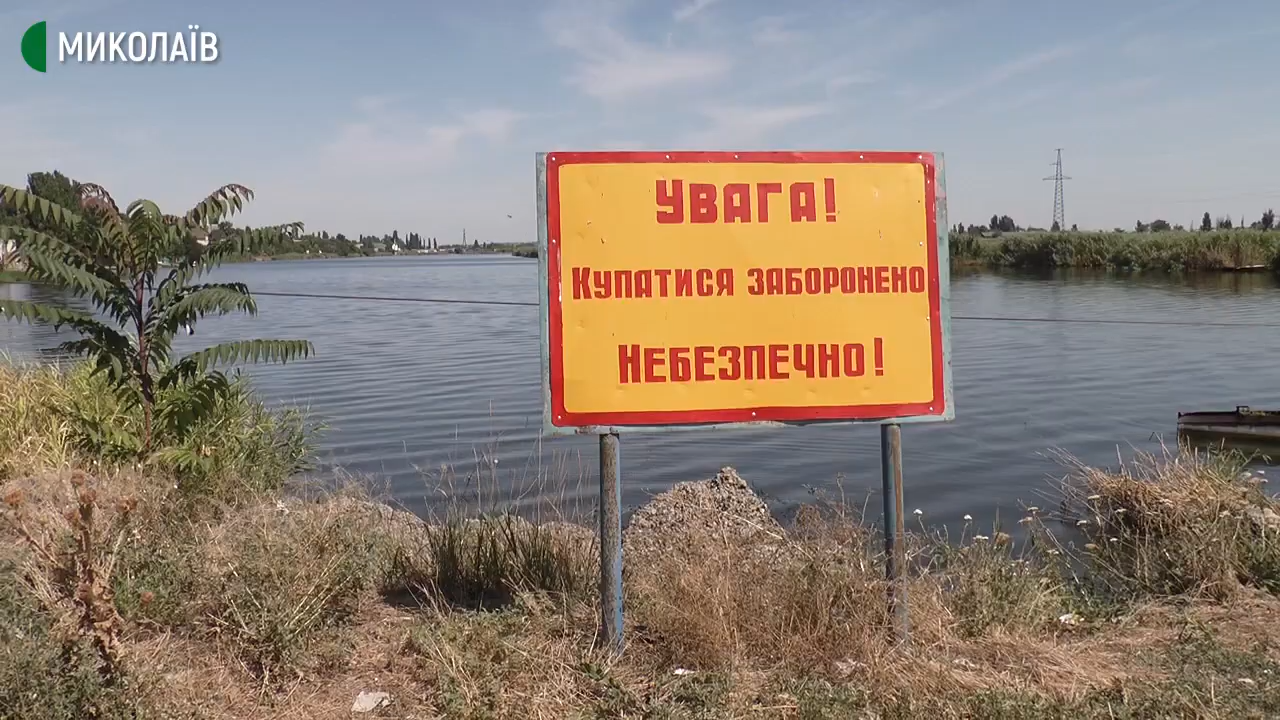 МИКОЛАЇВ
Увага!
Купатися заборонено
Небезпечно!